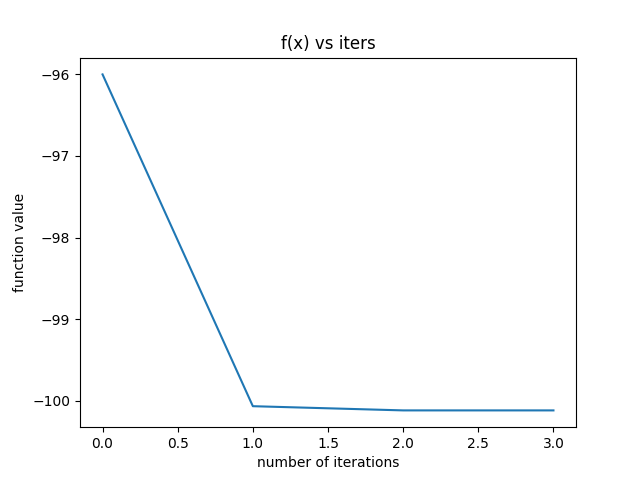 f(x) vs iters
−96
−97
−98
−99
−100
function value
0.0 0.5 1.0 1.5 2.0 2.5 3.0
number of iterations